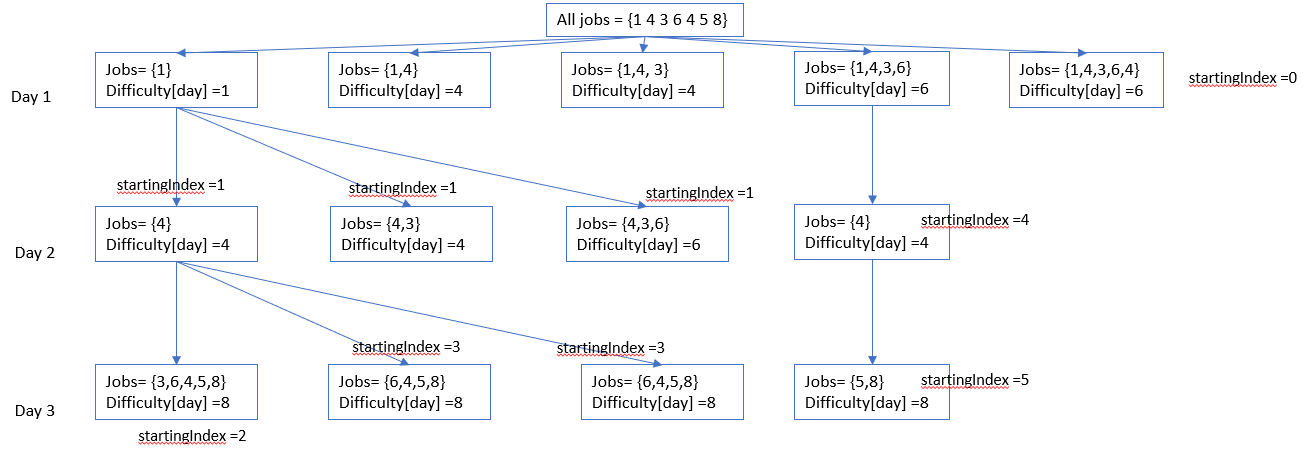 All jobs = {1 4 3 6 4 5 8}
Day 1
Jobs= {1}
Difficulty[day] =1
Jobs= {1,4}
Difficulty[day] =4
Jobs= {1,4, 3}
Difficulty[day] =4
Jobs= {1,4,3,6}
Difficulty[day] =6
Jobs= {1,4,3,6,4}
Difficulty[day] =6
startingIndex =0
startingIndex =1
startingIndex =1
startingIndex =1
Day 2
Jobs= {4}
Difficulty[day] =4
Jobs= {4,3}
Difficulty[day] =4
Jobs= {4,3,6}
Difficulty[day] =6
Jobs= {4}
Difficulty[day] =4
startingIndex =4
startingIndex =3
startingIndex =3
Day 3
Jobs= {3,6,4,5,8}
Difficulty[day] =8
Jobs= {6,4,5,8}
Difficulty[day] =8
Jobs= {6,4,5,8}
Difficulty[day] =8
Jobs= {5,8}
Difficulty[day] =8
startingIndex =5
startingIndex =2